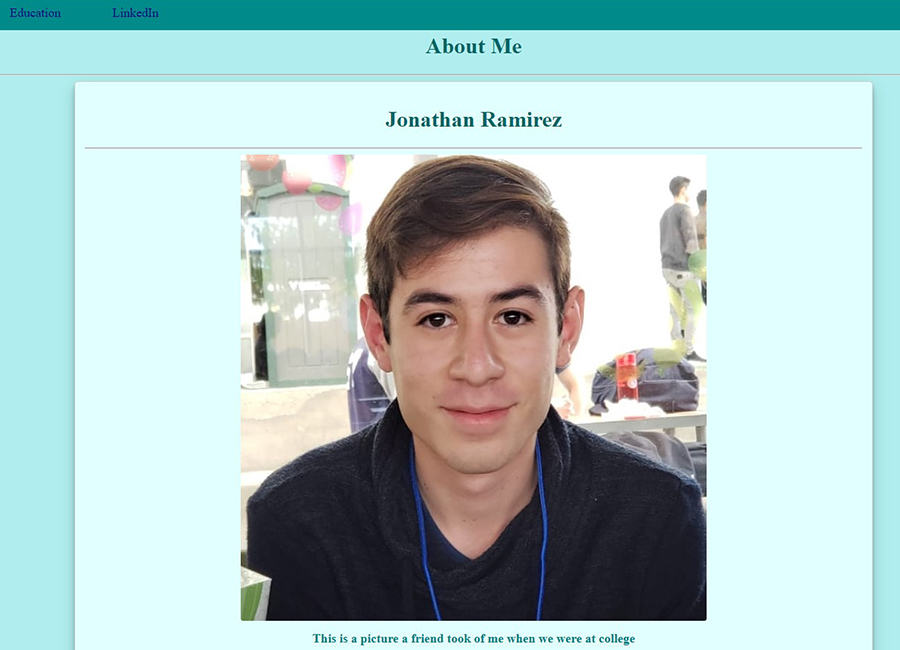 Education LinkedIn
About Me
Jonathan Ramirez
This is a picture a friend took of me when we were at college